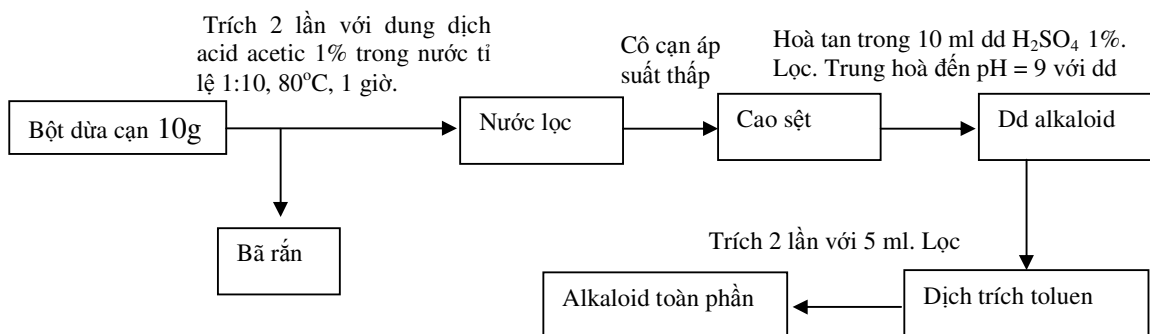 Trích 2 lần với dung dịch
acid acetic 1% trong nước tỉ
lệ 1:10, 80°C, 1 giờ.
Cô cạn áp
suất thấp
Hoà tan trong 10 ml dd H₂SO₄ 1%.
Lọc. Trung hoà đến pH = 9 với dd
Bột dừa cạn 10g
Nước lọc
Cao sệt
Dd alkaloid
Bã rắn
Trích 2 lần với 5 ml. Lọc
Alkaloid toàn phần
Dịch trích toluen